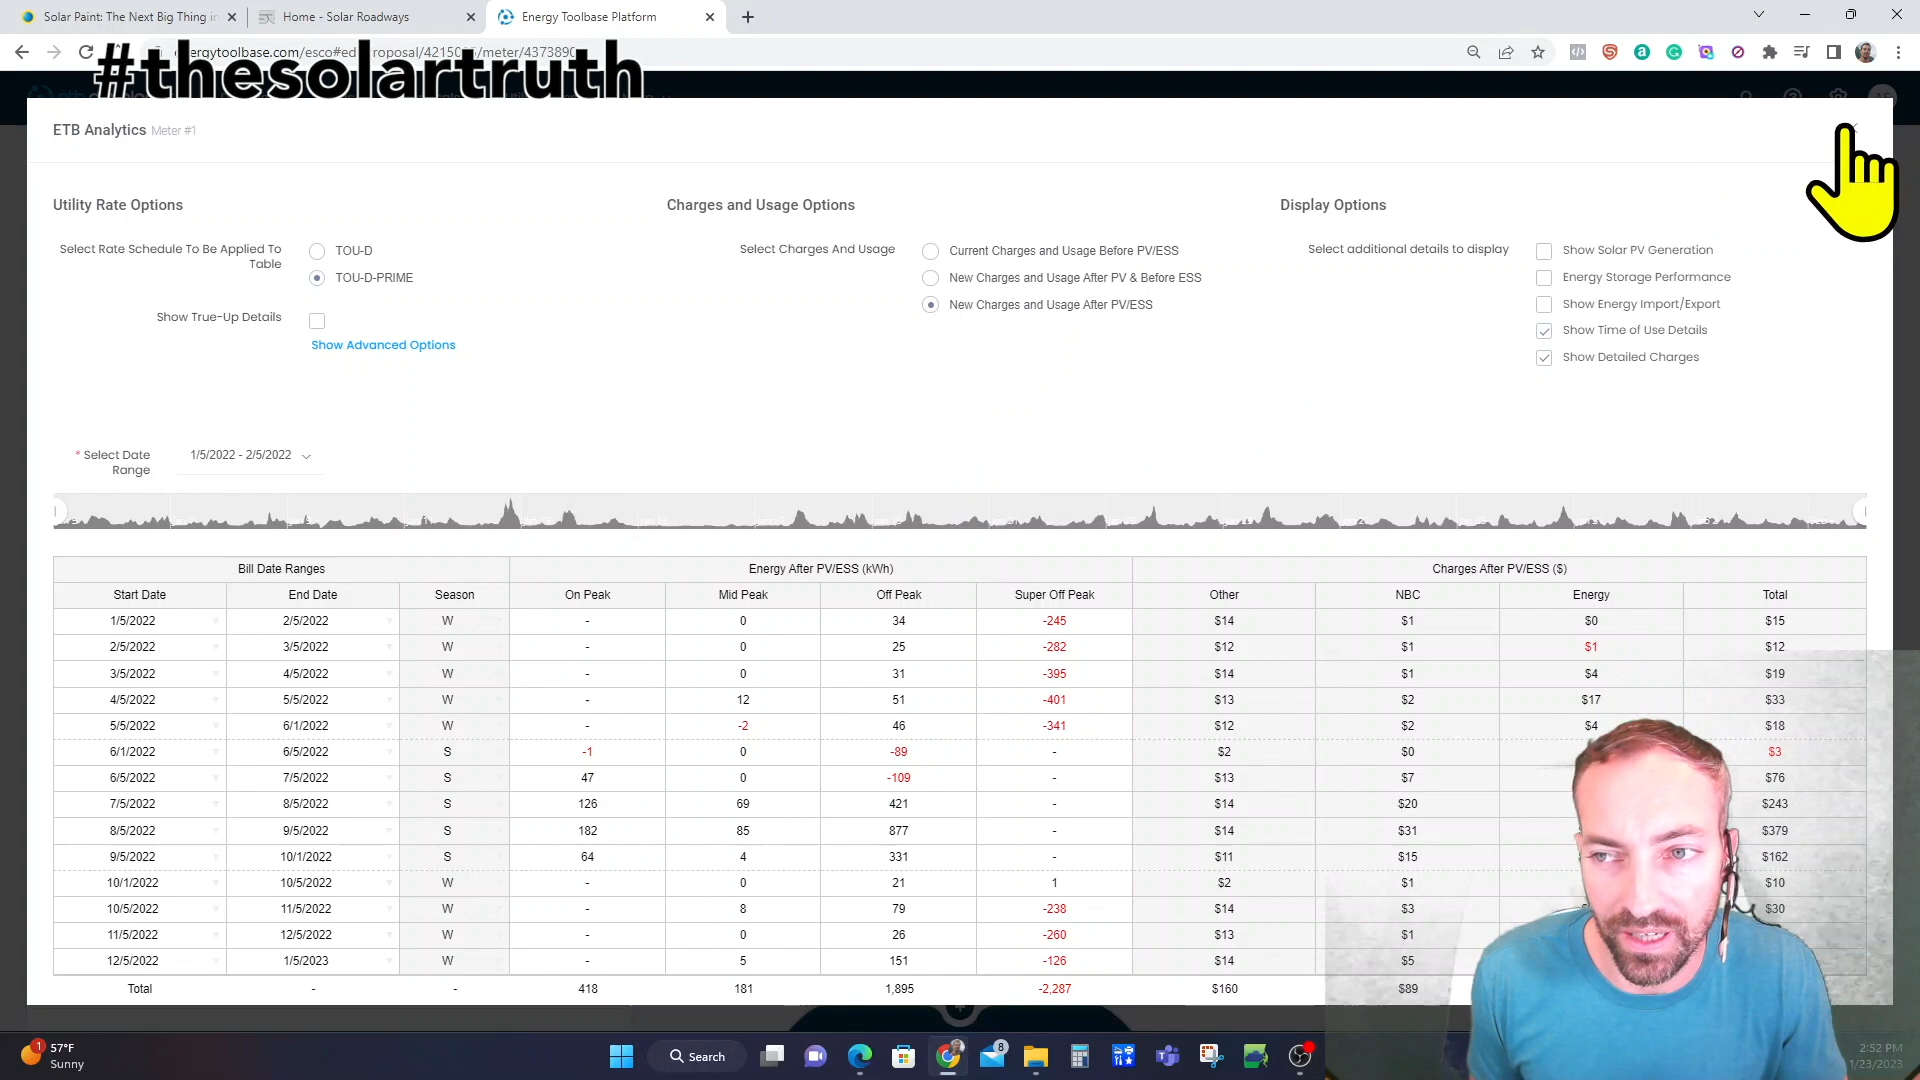 Solar Paint: The Next Big Thing in
Home - Solar Roadways
Energy Toolbase Platform
ergytoolbase.com/esco#ed
roposal/4215
/meter/4373890
#thesolartruth
ETB Analytics Meter #1
Utility Rate Options
Charges and Usage Options
Display Options
Select Rate Schedule To Be Applied To
Table
TOU-D
TOU-D-PRIME
Show True-Up Details
Show Advanced Options
Select Charges And Usage
Current Charges and Usage Before PV/ESS
New Charges and Usage After PV & Before ESS
New Charges and Usage After PV/ESS
Select additional details to display
Show Solar PV Generation
Energy Storage Performance
Show Energy Import/Export
Show Time of Use Details
Show Detailed Charges
* Select Date
Range
1/5/2022 - 2/5/2022
Bill Date Ranges Energy After PV/ESS (kWh) Charges After PV/ESS ($)
Start Date End Date Season On Peak Mid Peak Off Peak Super Off Peak Other NBC Energy Total
1/5/2022 2/5/2022 W - 0 34 -245 $14 $1 $0 $15
2/5/2022 3/5/2022 W - 0 25 -282 $12 $1 $1 $12
3/5/2022 4/5/2022 W - 0 31 -395 $14 $1 $4 $19
4/5/2022 5/5/2022 W - 12 51 -401 $13 $2 $17 $33
5/5/2022 6/1/2022 W - -2 46 -341 $12 $2 $4 $18
6/1/2022 6/5/2022 S -1 0 -89 - $2 $0 $3
6/5/2022 7/5/2022 S 47 0 -109 - $13 $7 $76
7/5/2022 8/5/2022 S 126 69 421 - $14 $20 $243
8/5/2022 9/5/2022 S 182 85 877 - $14 $31 $379
9/5/2022 10/1/2022 S 64 4 331 - $11 $15 $162
10/1/2022 10/5/2022 W - 0 21 1 $2 $1 $10
10/5/2022 11/5/2022 W - 8 79 -238 $14 $3 $30
11/5/2022 12/5/2022 W - 0 26 -260 $13 $1
12/5/2022 1/5/2023 W - 5 151 -126 $14 $5
Total - - 418 181 1,895 -2,287 $160 $89
1
57°F
Sunny
Search
8
2:52 PM
1/23/2023